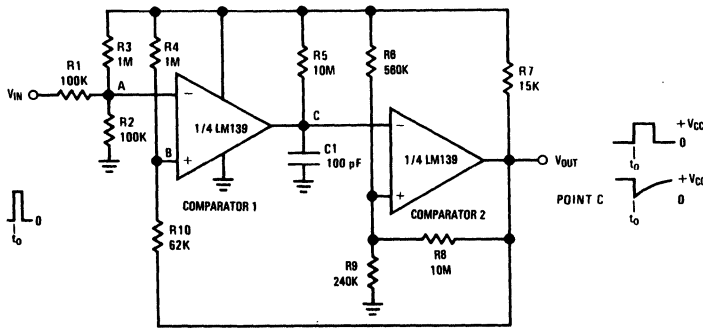 R1
100K
R3
1M
R4
1M
R5
10M
R6
560K
R7
15K
VIN
A
R2
100K
B
−
+
1/4 LM139
COMPARATOR 1
C
C1
100 pF
−
+
1/4 LM139
COMPARATOR 2
VOUT
+VCC
0
t0
POINT C
+VCC
0
t0
0
t0
R10
62K
R9
240K
R8
10M